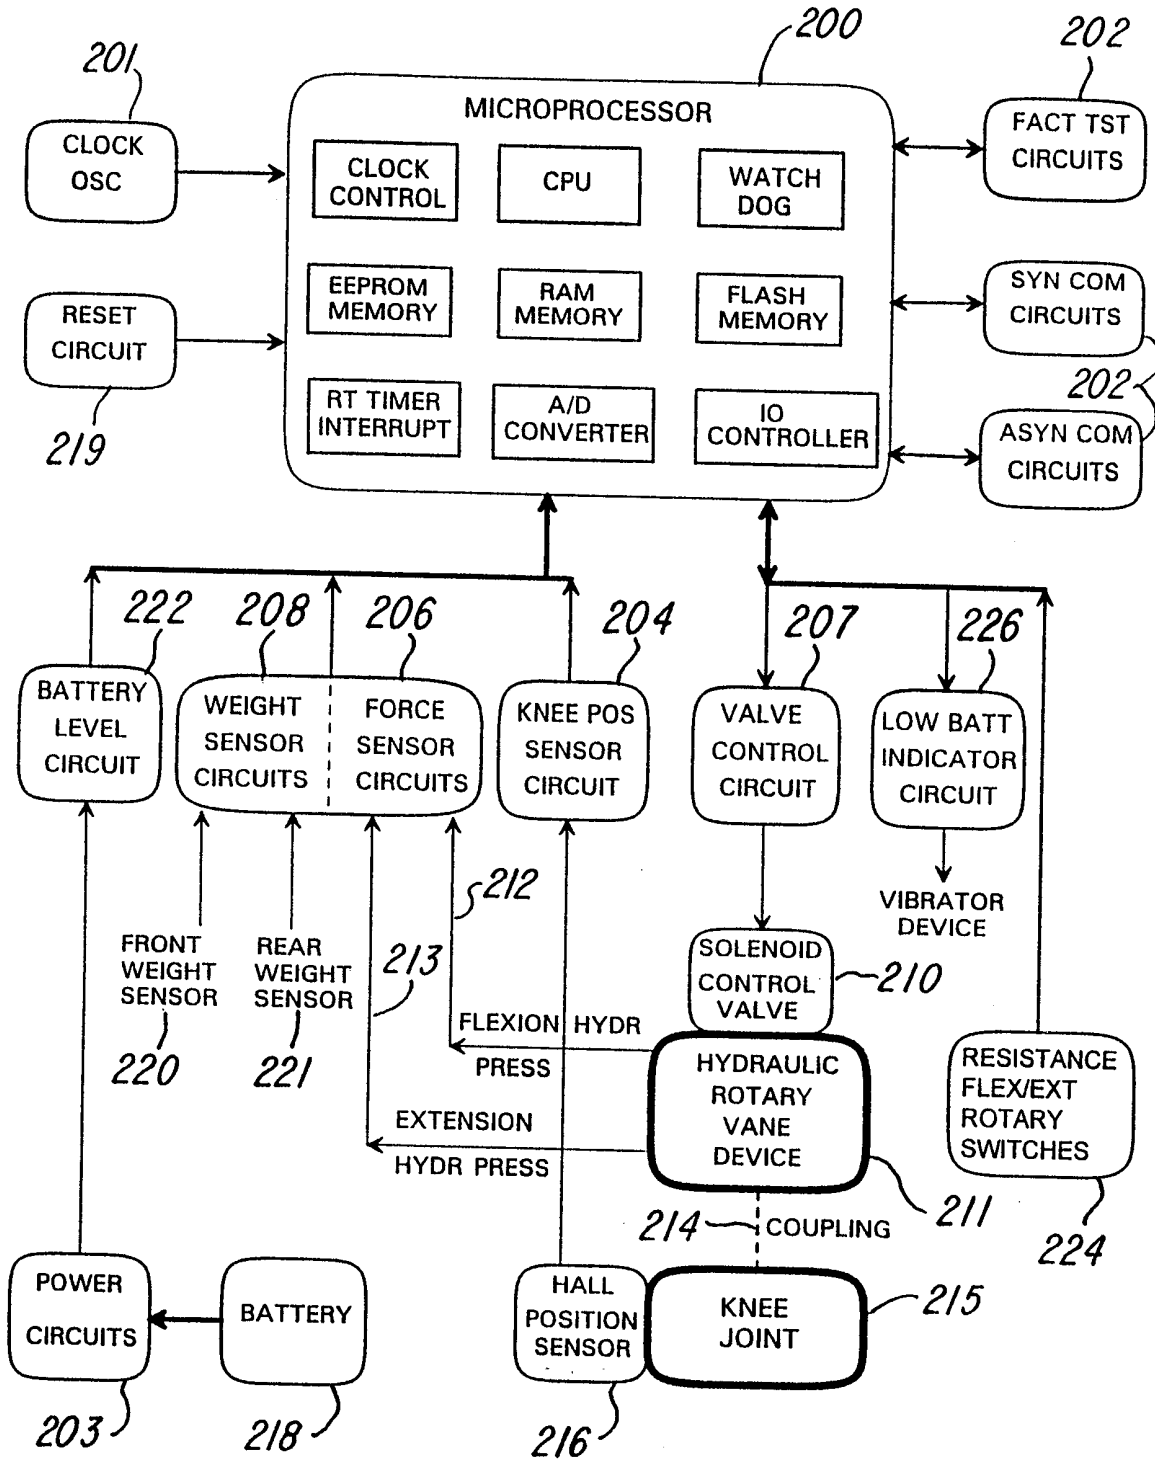 200
201
202
MICROPROCESSOR
CLOCK
OSC
CLOCK
CONTROL
CPU
WATCH
DOG
FACT TST
CIRCUITS
RESET
CIRCUIT
219
EEPROM
MEMORY
RAM
MEMORY
FLASH
MEMORY
SYN COM
CIRCUITS
202
RT TIMER
INTERRUPT
A/D
CONVERTER
IO
CONTROLLER
ASYN COM
CIRCUITS
222
208
206
204
207
226
BATTERY
LEVEL
CIRCUIT
WEIGHT
SENSOR
CIRCUITS
FORCE
SENSOR
CIRCUITS
KNEE POS
SENSOR
CIRCUIT
VALVE
CONTROL
CIRCUIT
LOW BATT
INDICATOR
CIRCUIT
212
VIBRATOR
DEVICE
FRONT
WEIGHT
SENSOR
220
REAR
WEIGHT
SENSOR
221
213
SOLENOID
CONTROL
VALVE
210
FLEXION HYDR
PRESS
EXTENSION
HYDR PRESS
HYDRAULIC
ROTARY
VANE
DEVICE
211
RESISTANCE
FLEX/EXT
ROTARY
SWITCHES
224
214
COUPLING
POWER
CIRCUITS
203
BATTERY
218
HALL
POSITION
SENSOR
216
KNEE
JOINT
215